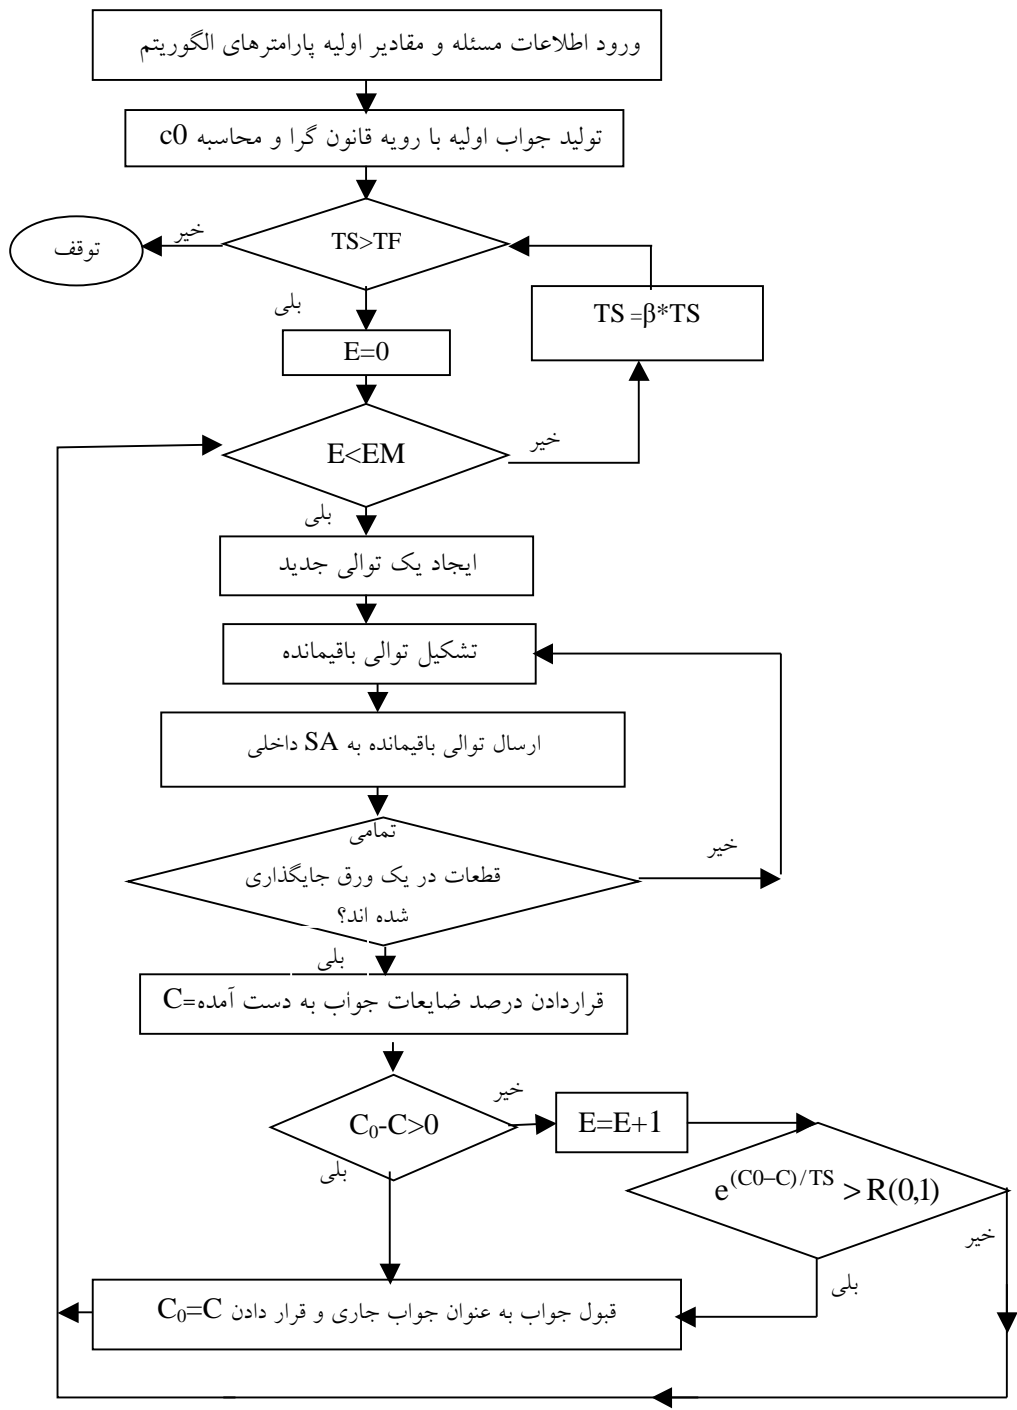 ورود اطلاعات مسئله و مقادیر اولیه پارامترهای الگوریتم
تولید جواب اولیه با رویه قانون گرا و محاسبه c0
TS>TF
خیر
توقف
بلی
TS =β*TS
E=0
E<EM
خیر
بلی
ایجاد یک توالی جدید
تشکیل توالی باقیمانده
ارسال توالی باقیمانده به SA داخلی
تمامی
قطعات در یک ورق جایگذاری
شده اند؟
خیر
بلی
قراردادن درصد ضایعات جواب به دست آمده=C
C₀-C>0
خیر
E=E+1
بلی
e^(C0–C)/TS > R(0,1)
خیر
بلی
قبول جواب به عنوان جواب جاری و قرار دادن C₀=C